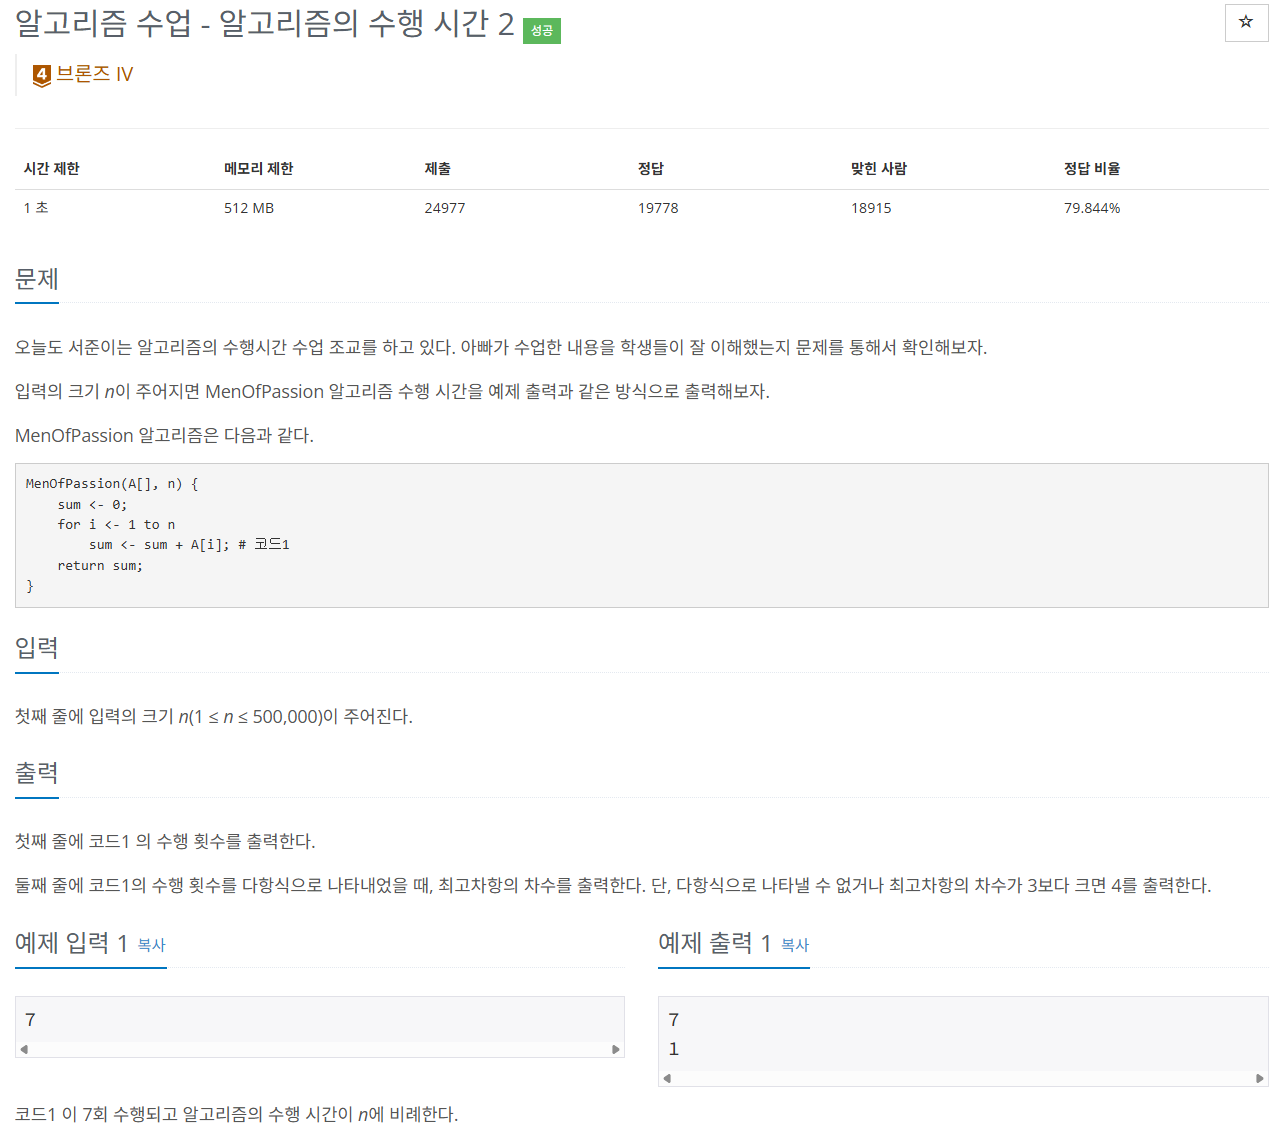 알고리즘 수업 - 알고리즘의 수행 시간 2 성공
☆
4 브론즈 IV
시간 제한 메모리 제한 제출 정답 맞힌 사람 정답 비율
1 초 512 MB 24977 19778 18915 79.844%
문제
오늘도 서준이는 알고리즘의 수행시간 수업 조교를 하고 있다. 아빠가 수업한 내용을 학생들이 잘 이해했는지 문제를 통해서 확인해보자.
입력의 크기 n이 주어지면 MenOfPassion 알고리즘 수행 시간을 예제 출력과 같은 방식으로 출력해보자.
MenOfPassion 알고리즘은 다음과 같다.
MenOfPassion(A[], n) {
    sum <- 0;
    for i <- 1 to n
        sum <- sum + A[i]; # 코드1
    return sum;
}
입력
첫째 줄에 입력의 크기 n(1 ≤ n ≤ 500,000)이 주어진다.
출력
첫째 줄에 코드1 의 수행 횟수를 출력한다.
둘째 줄에 코드1의 수행 횟수를 다항식으로 나타내었을 때, 최고차항의 차수를 출력한다. 단, 다항식으로 나타낼 수 없거나 최고차항의 차수가 3보다 크면 4를 출력한다.
예제 입력 1 복사
7
예제 출력 1 복사
7
1
코드1 이 7회 수행되고 알고리즘의 수행 시간이 n에 비례한다.